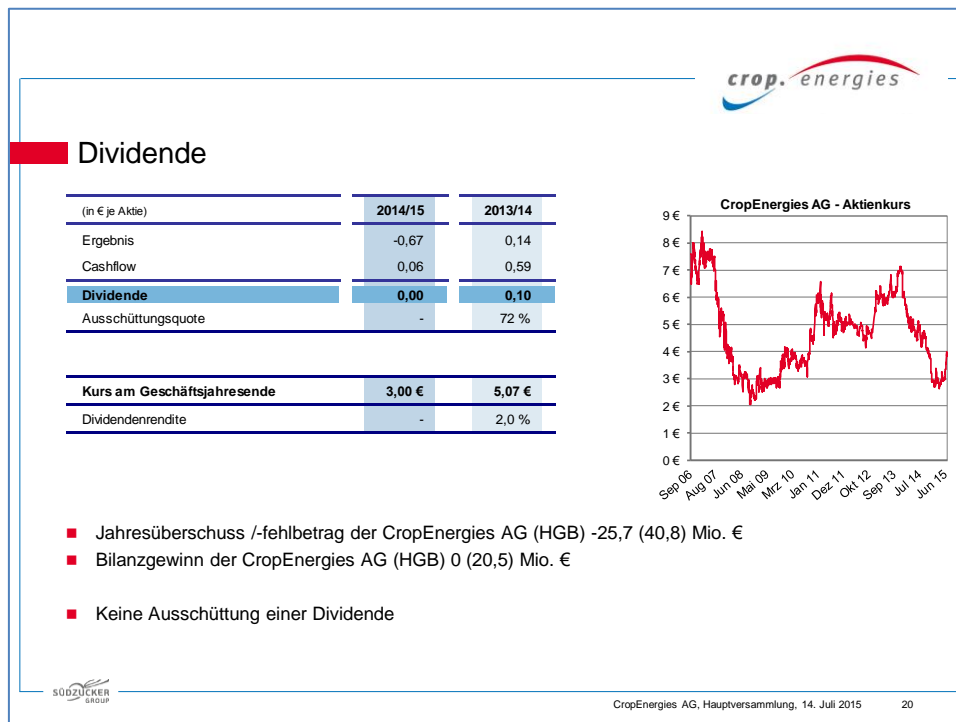 crop. energies
Dividende
(in € je Aktie) 2014/15 2013/14
Ergebnis -0,67 0,14
Cashflow 0,06 0,59
Dividende 0,00 0,10
Ausschüttungsquote - 72 %
Kurs am Geschäftsjahresende 3,00 € 5,07 €
Dividendenrendite - 2,0 %
CropEnergies AG - Aktienkurs
9 €
8 €
7 €
6 €
5 €
4 €
3 €
2 €
1 €
0 €
Sep 06 Aug 07 Jun 08 Mai 09 Mrz 10 Jan 11 Dez 11 Okt 12 Sep 13 Jul 14 Jun 15
Jahresüberschuss /-fehlbetrag der CropEnergies AG (HGB) -25,7 (40,8) Mio. €
Bilanzgewinn der CropEnergies AG (HGB) 0 (20,5) Mio. €
Keine Ausschüttung einer Dividende
SÜDZUCKER
GROUP
CropEnergies AG, Hauptversammlung, 14. Juli 2015 20